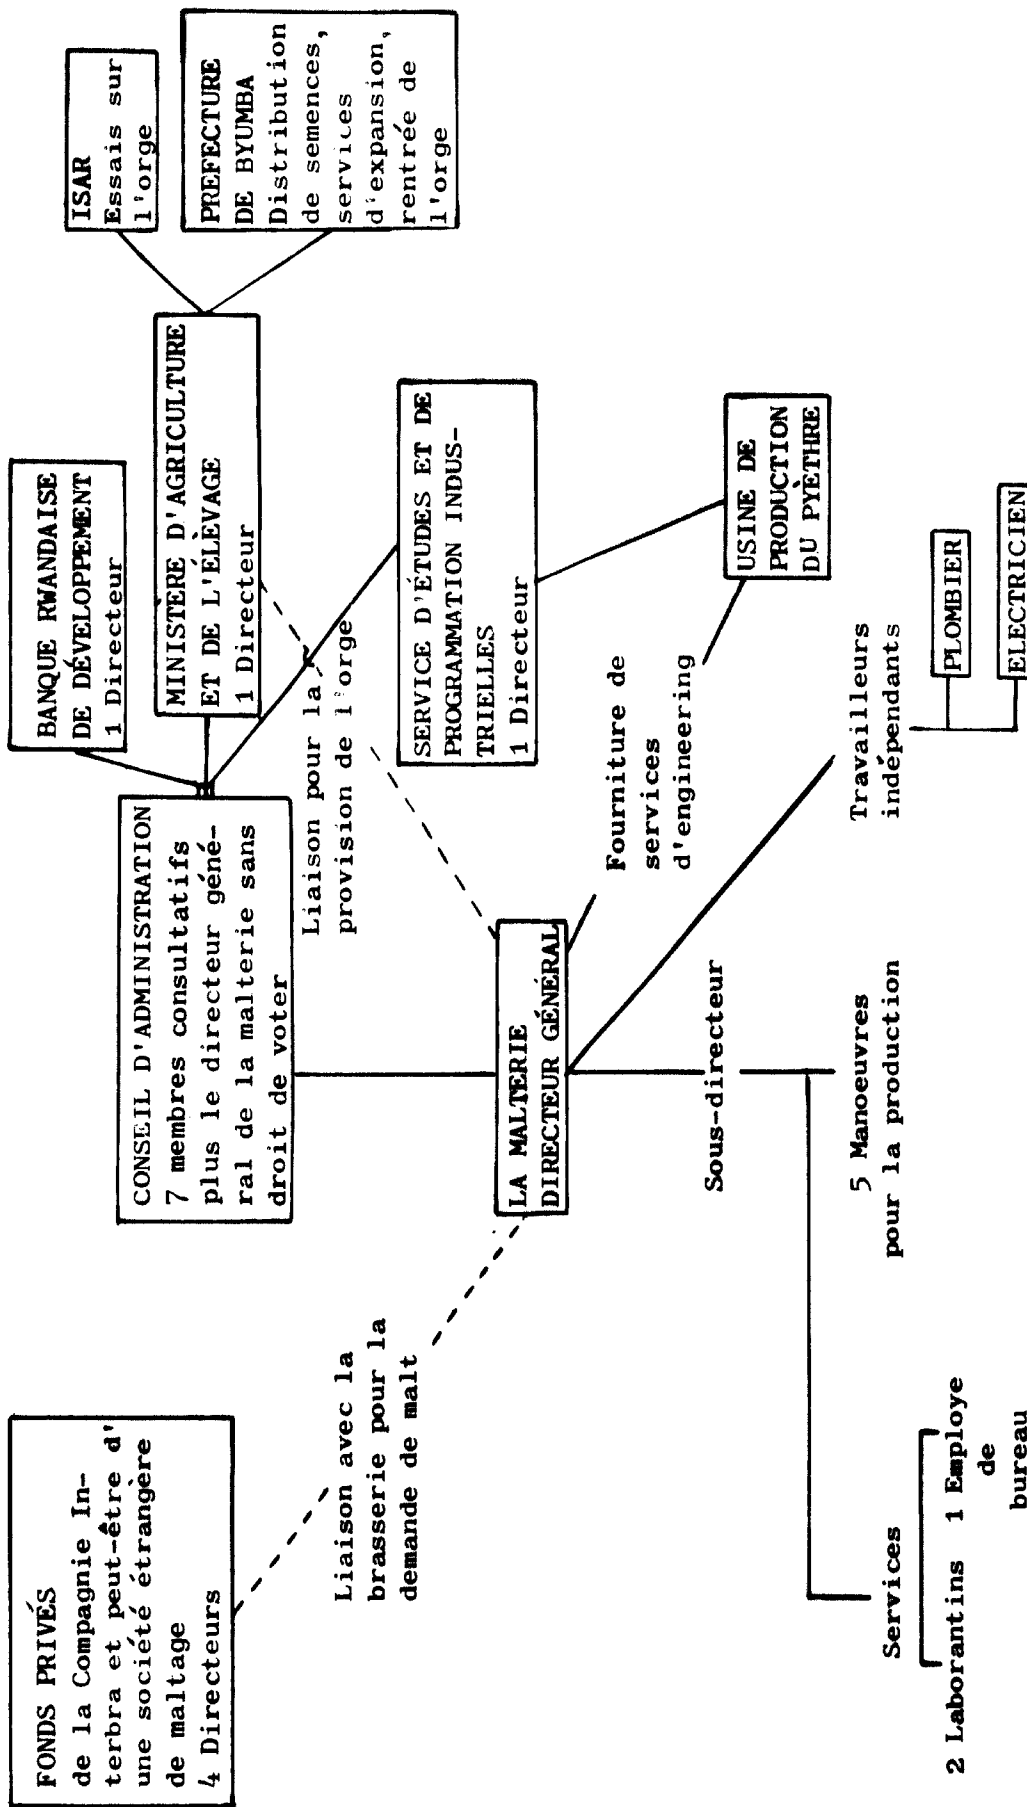 FONDS PRIVÉS
de la Compagnie In-
terbra et peut-être d'
une société étrangère
de maltage
4 Directeurs
CONSEIL D'ADMINISTRATION
7 membres consultatifs
plus le directeur géné-
ral de la malterie sans
droit de voter
BANQUE RWANDAISE
DE DÉVELOPPEMENT
1 Directeur
MINISTERE D'AGRICULTURE
ET DE L'ÉLEVAGE
1 Directeur
ISAR
Essais sur
l'orge
PREFECTURE
DE BYUMBA
Distribution
de semences,
services
d'expansion,
rentrée de
l'orge
Liaison pour la
provision de l'orge
SERVICE D'ÉTUDES ET DE
PROGRAMMATION INDUS-
TRIELLES
1 Directeur
Liaison avec la
brasserie pour la
demande de malt
LA MALTERIE
DIRECTEUR GÉNÉRAL
Fourniture de
services
d'engineering
USINE DE
PRODUCTION
DU PYÈTHRE
Sous-directeur
Services
2 Laborantins
1 Employe
de
bureau
5 Manoeuvres
pour la production
Travailleurs
indépendants
PLOMBIER
ELECTRICIEN